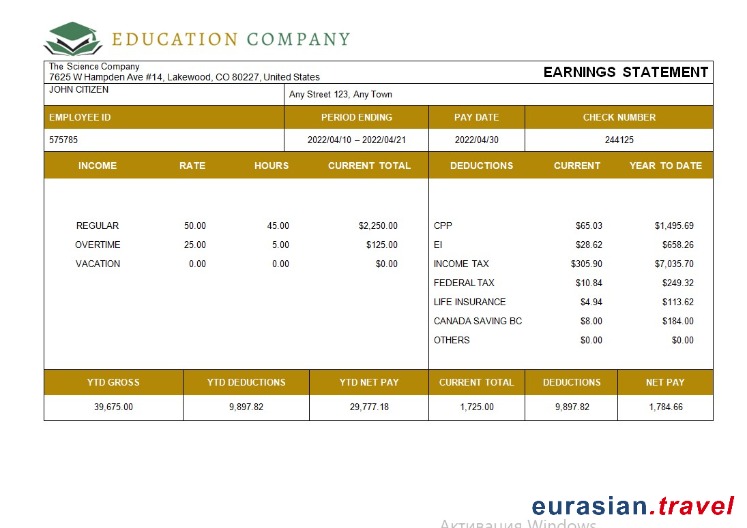 EDUCATION COMPANY
The Science Company
7625 W Hampden Ave #14, Lakewood, CO 80227, United States
EARNINGS STATEMENT
JOHN CITIZEN
Any Street 123, Any Town
EMPLOYEE ID PERIOD ENDING PAY DATE CHECK NUMBER
575785 2022/04/10 – 2022/04/21 2022/04/30 244125
INCOME RATE HOURS CURRENT TOTAL DEDUCTIONS CURRENT YEAR TO DATE
REGULAR 50.00 45.00 $2,250.00 CPP $65.03 $1,495.69
OVERTIME 25.00 5.00 $125.00 EI $28.62 $658.26
VACATION 0.00 0.00 $0.00 INCOME TAX $305.90 $7,035.70
FEDERAL TAX $10.84 $249.32
LIFE INSURANCE $4.94 $113.62
CANADA SAVING BC $8.00 $184.00
OTHERS $0.00 $0.00
YTD GROSS YTD DEDUCTIONS YTD NET PAY CURRENT TOTAL DEDUCTIONS NET PAY
39,675.00 9,897.82 29,777.18 1,725.00 9,897.82 1,784.66
eurasian.travel
Активация Windows